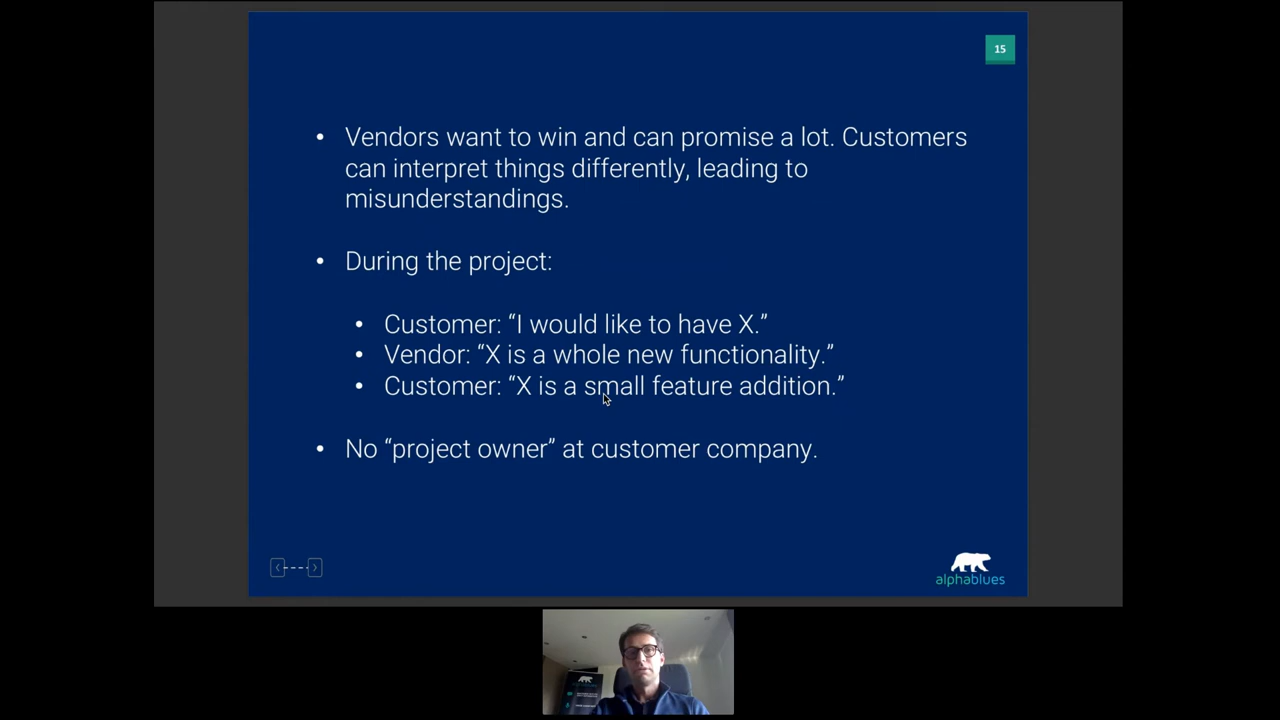 15
• Vendors want to win and can promise a lot. Customers
can interpret things differently, leading to
misunderstandings.
• During the project:
• Customer: “I would like to have X.”
• Vendor: “X is a whole new functionality.”
• Customer: “X is a small feature addition.”
• No “project owner” at customer company.
alphablues